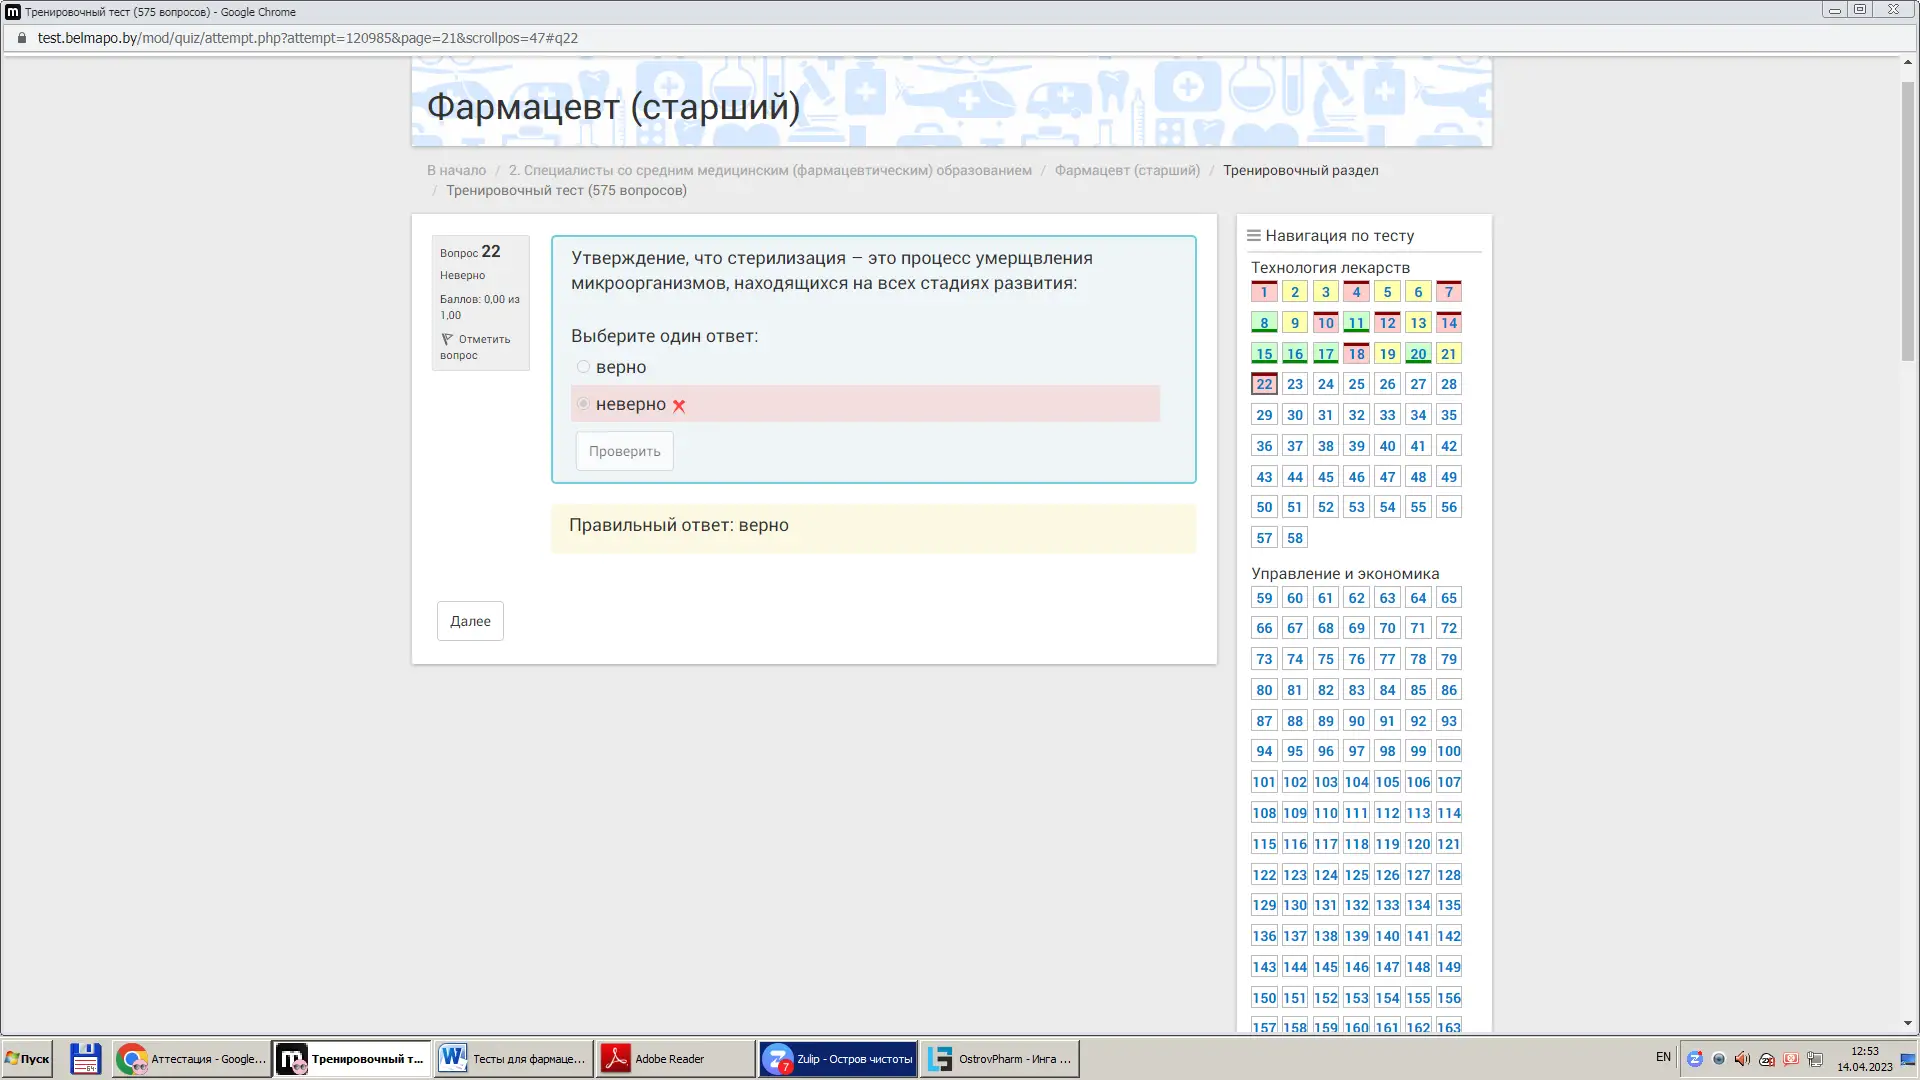 Тренировочный тест (575 вопросов) - Google Chrome
test.belmapo.by/mod/quiz/attempt.php?attempt=120985&page=21&scrollpos=47#q22
Фармацевт (старший)
В начало / 2. Специалисты со средним медицинским (фармацевтическим) образованием / Фармацевт (старший) / Тренировочный раздел
/ Тренировочный тест (575 вопросов)
Вопрос 22
Неверно
Баллов: 0,00 из
1,00
Отметить
вопрос
Утверждение, что стерилизация – это процесс умерщвления
микроорганизмов, находящихся на всех стадиях развития:
Выберите один ответ:
верно
неверно
Проверить
Правильный ответ: верно
Далее
Навигация по тесту
Технология лекарств
1 2 3 4 5 6 7
8 9 10 11 12 13 14
15 16 17 18 19 20 21
22 23 24 25 26 27 28
29 30 31 32 33 34 35
36 37 38 39 40 41 42
43 44 45 46 47 48 49
50 51 52 53 54 55 56
57 58
Управление и экономика
59 60 61 62 63 64 65
66 67 68 69 70 71 72
73 74 75 76 77 78 79
80 81 82 83 84 85 86
87 88 89 90 91 92 93
94 95 96 97 98 99 100
101 102 103 104 105 106 107
108 109 110 111 112 113 114
115 116 117 118 119 120 121
122 123 124 125 126 127 128
129 130 131 132 133 134 135
136 137 138 139 140 141 142
143 144 145 146 147 148 149
150 151 152 153 154 155 156
157 158 159 160 161 162 163
Пуск
Аттестация - Google...
Тренировочный т...
Тесты для фармаце...
Adobe Reader
Zulip - Остров чистоты
OstrovPharm - Инга ...
EN
12:53
14.04.2023